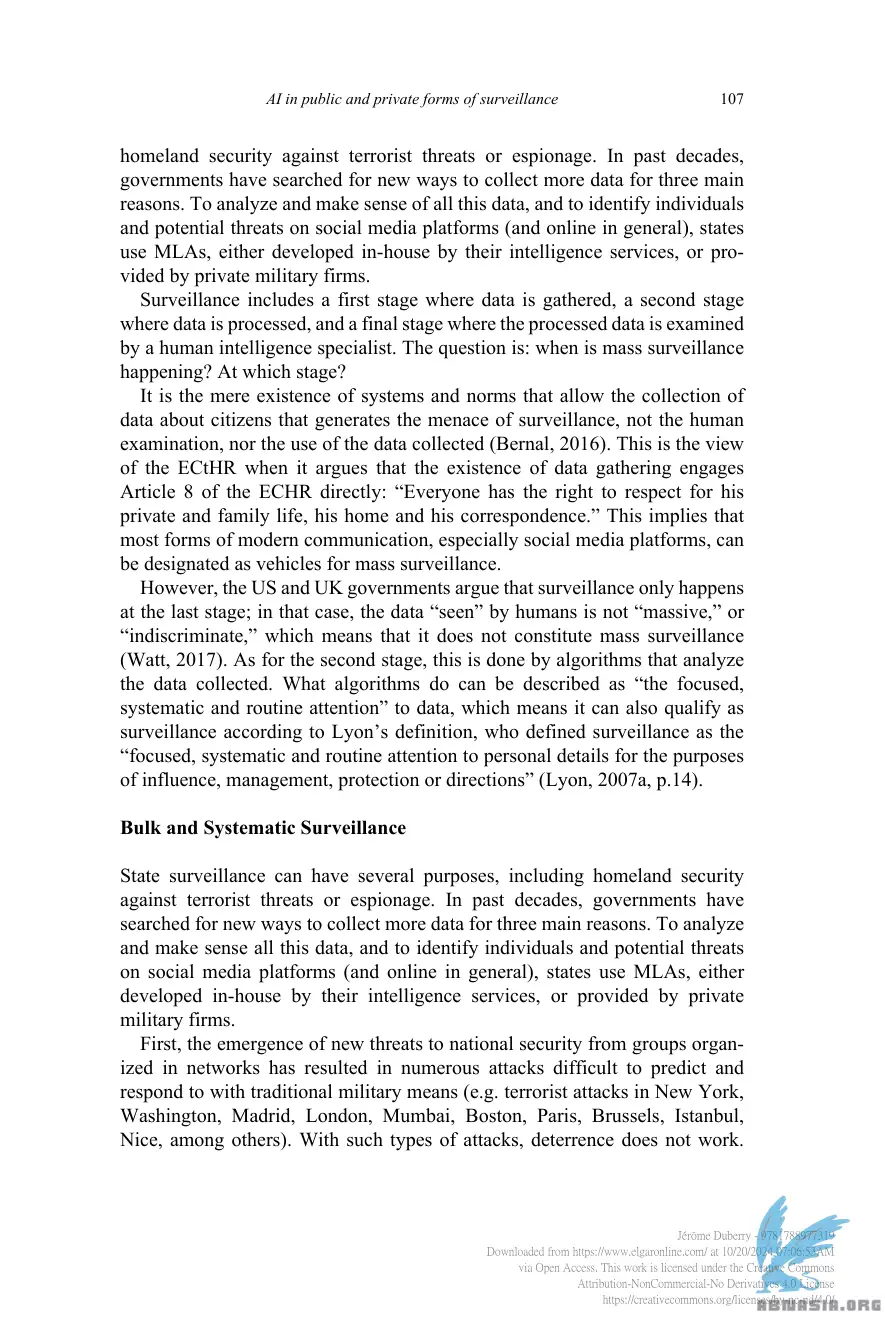 AI in public and private forms of surveillance 107
homeland security against terrorist threats or espionage. In past decades,
governments have searched for new ways to collect more data for three main
reasons. To analyze and make sense of all this data, and to identify individuals
and potential threats on social media platforms (and online in general), states
use MLAs, either developed in-house by their intelligence services, or pro-
vided by private military firms.
Surveillance includes a first stage where data is gathered, a second stage
where data is processed, and a final stage where the processed data is examined
by a human intelligence specialist. The question is: when is mass surveillance
happening? At which stage?
It is the mere existence of systems and norms that allow the collection of
data about citizens that generates the menace of surveillance, not the human
examination, nor the use of the data collected (Bernal, 2016). This is the view
of the ECtHR when it argues that the existence of data gathering engages
Article 8 of the ECHR directly: “Everyone has the right to respect for his
private and family life, his home and his correspondence.” This implies that
most forms of modern communication, especially social media platforms, can
be designated as vehicles for mass surveillance.
However, the US and UK governments argue that surveillance only happens
at the last stage; in that case, the data “seen” by humans is not “massive,” or
“indiscriminate,” which means that it does not constitute mass surveillance
(Watt, 2017). As for the second stage, this is done by algorithms that analyze
the data collected. What algorithms do can be described as “the focused,
systematic and routine attention” to data, which means it can also qualify as
surveillance according to Lyon’s definition, who defined surveillance as the
“focused, systematic and routine attention to personal details for the purposes
of influence, management, protection or directions” (Lyon, 2007a, p.14).
Bulk and Systematic Surveillance
State surveillance can have several purposes, including homeland security
against terrorist threats or espionage. In past decades, governments have
searched for new ways to collect more data for three main reasons. To analyze
and make sense all this data, and to identify individuals and potential threats
on social media platforms (and online in general), states use MLAs, either
developed in-house by their intelligence services, or provided by private
military firms.
First, the emergence of new threats to national security from groups organ-
ized in networks has resulted in numerous attacks difficult to predict and
respond to with traditional military means (e.g. terrorist attacks in New York,
Washington, Madrid, London, Mumbai, Boston, Paris, Brussels, Istanbul,
Nice, among others). With such types of attacks, deterrence does not work.
Jérôme Duberry - 9781788977319
Downloaded from https://www.elgaronline.com/ at 10/20/2024 07:06:53AM
via Open Access. This work is licensed under the Creative Commons
Attribution-NonCommercial-No Derivatives 4.0 License
https://creativecommons.org/licenses/by-nc-nd/4.0/
ABMASIA.ORG